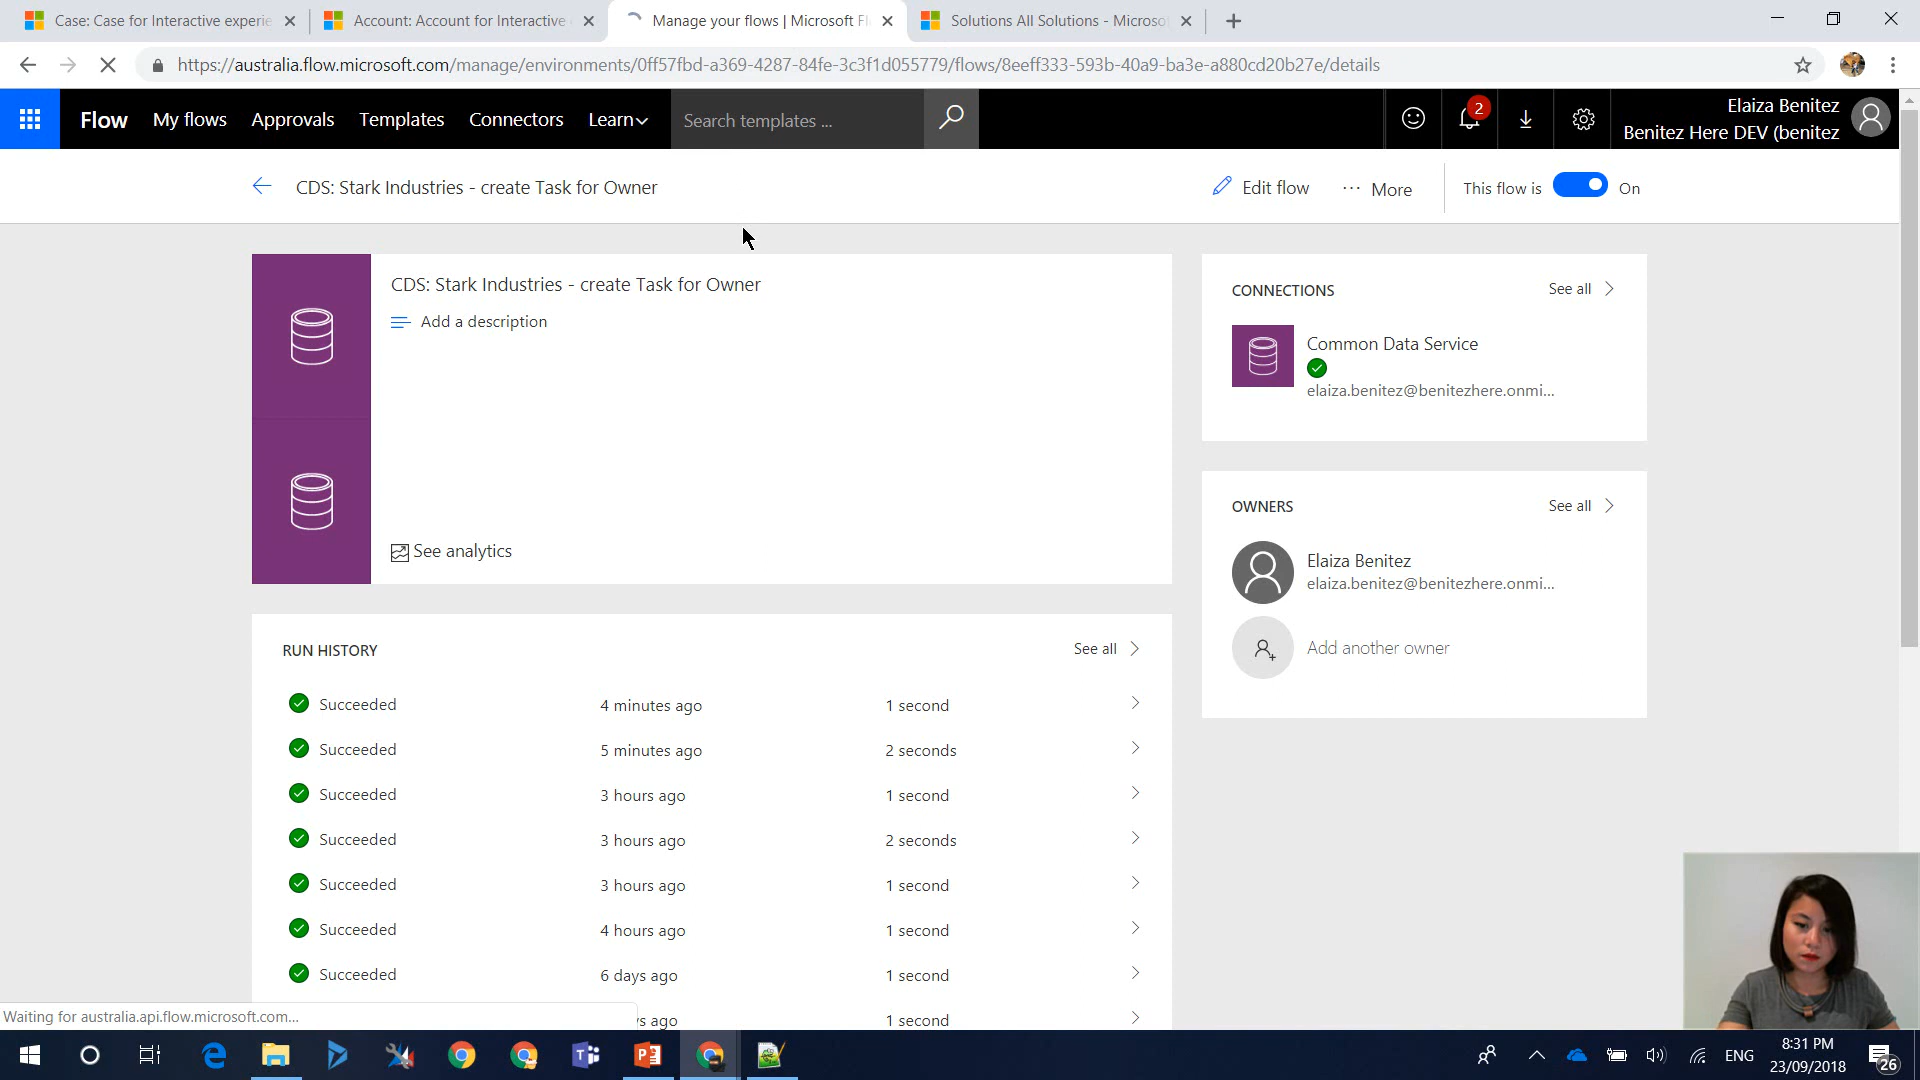 Case: Case for Interactive experie
Account: Account for Interactive
Manage your flows | Microsoft Fl
Solutions All Solutions - Microso
https://australia.flow.microsoft.com/manage/environments/0ff57fbd-a369-4287-84fe-3c3f1d055779/flows/8eeff333-593b-40a9-ba3e-a880cd20b27e/details
Flow
My flows
Approvals
Templates
Connectors
Learn
Search templates ...
2
Elaiza Benitez
Benitez Here DEV (benitez
CDS: Stark Industries - create Task for Owner
Edit flow
··· More
This flow is
On
CDS: Stark Industries - create Task for Owner
Add a description
See analytics
CONNECTIONS
See all
Common Data Service
elaiza.benitez@benitezhere.onmi...
OWNERS
See all
Elaiza Benitez
elaiza.benitez@benitezhere.onmi...
Add another owner
RUN HISTORY
See all
Succeeded 4 minutes ago 1 second
Succeeded 5 minutes ago 2 seconds
Succeeded 3 hours ago 1 second
Succeeded 3 hours ago 2 seconds
Succeeded 3 hours ago 1 second
Succeeded 4 hours ago 1 second
Succeeded 6 days ago 1 second
ys ago 1 second
Waiting for australia.api.flow.microsoft.com...
ENG
8:31 PM
23/09/2018
26